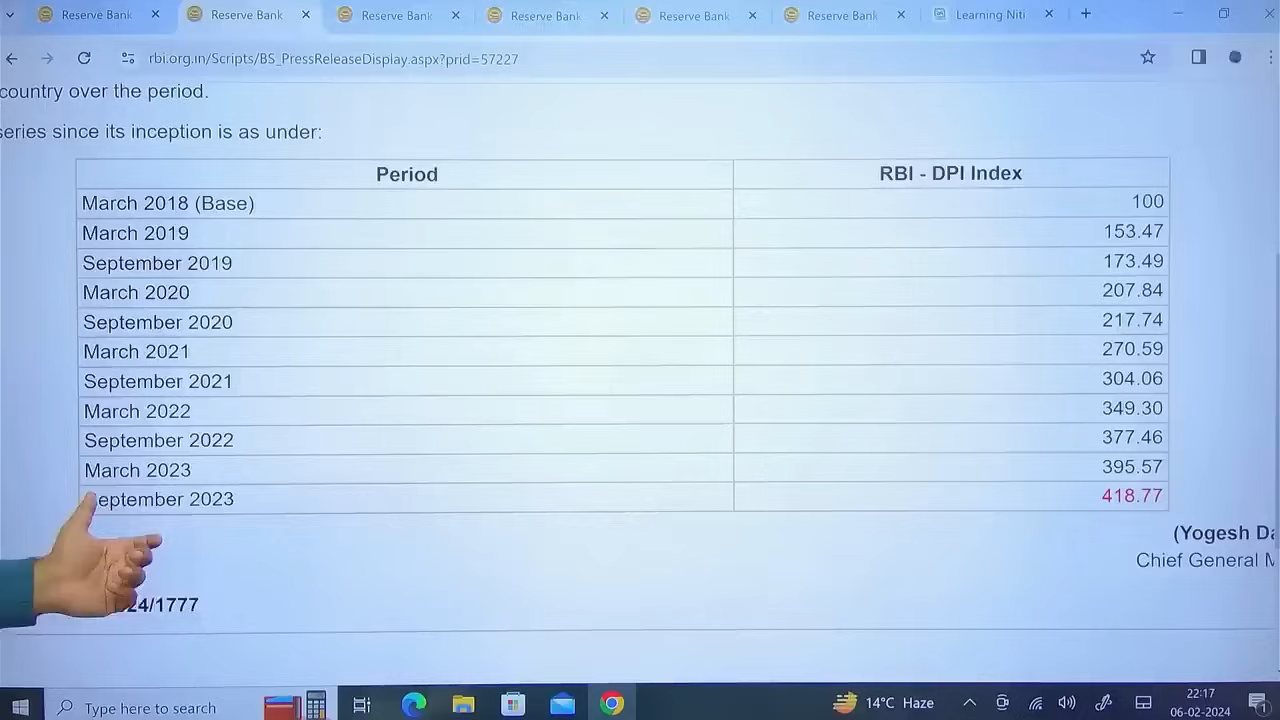 Reserve Bank
Reserve Bank
Reserve Bank
Reserve Bank
Reserve Bank
Reserve Bank
Learning Niti
rbi.org.in/Scripts/BS_PressReleaseDisplay.aspx?prid=57227
country over the period.
series since its inception is as under:
Period RBI - DPI Index
March 2018 (Base) 100
March 2019 153.47
September 2019 173.49
March 2020 207.84
September 2020 217.74
March 2021 270.59
September 2021 304.06
March 2022 349.30
September 2022 377.46
March 2023 395.57
September 2023 418.77
(Yogesh
Chief General
24/1777
Type here to search
14°C Haze
22:17
06-02-2024